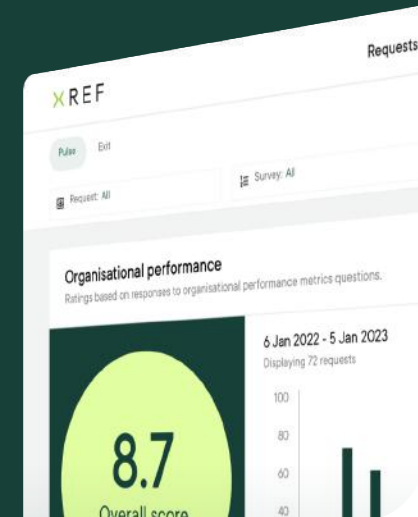 Requests
XREF
Pulse Exit
Request: All
Survey: All
Organisational performance
Ratings based on responses to organisational performance metrics questions.
6 Jan 2022 - 5 Jan 2023
Displaying 72 requests
100
80
60
40
8.7
Overall score